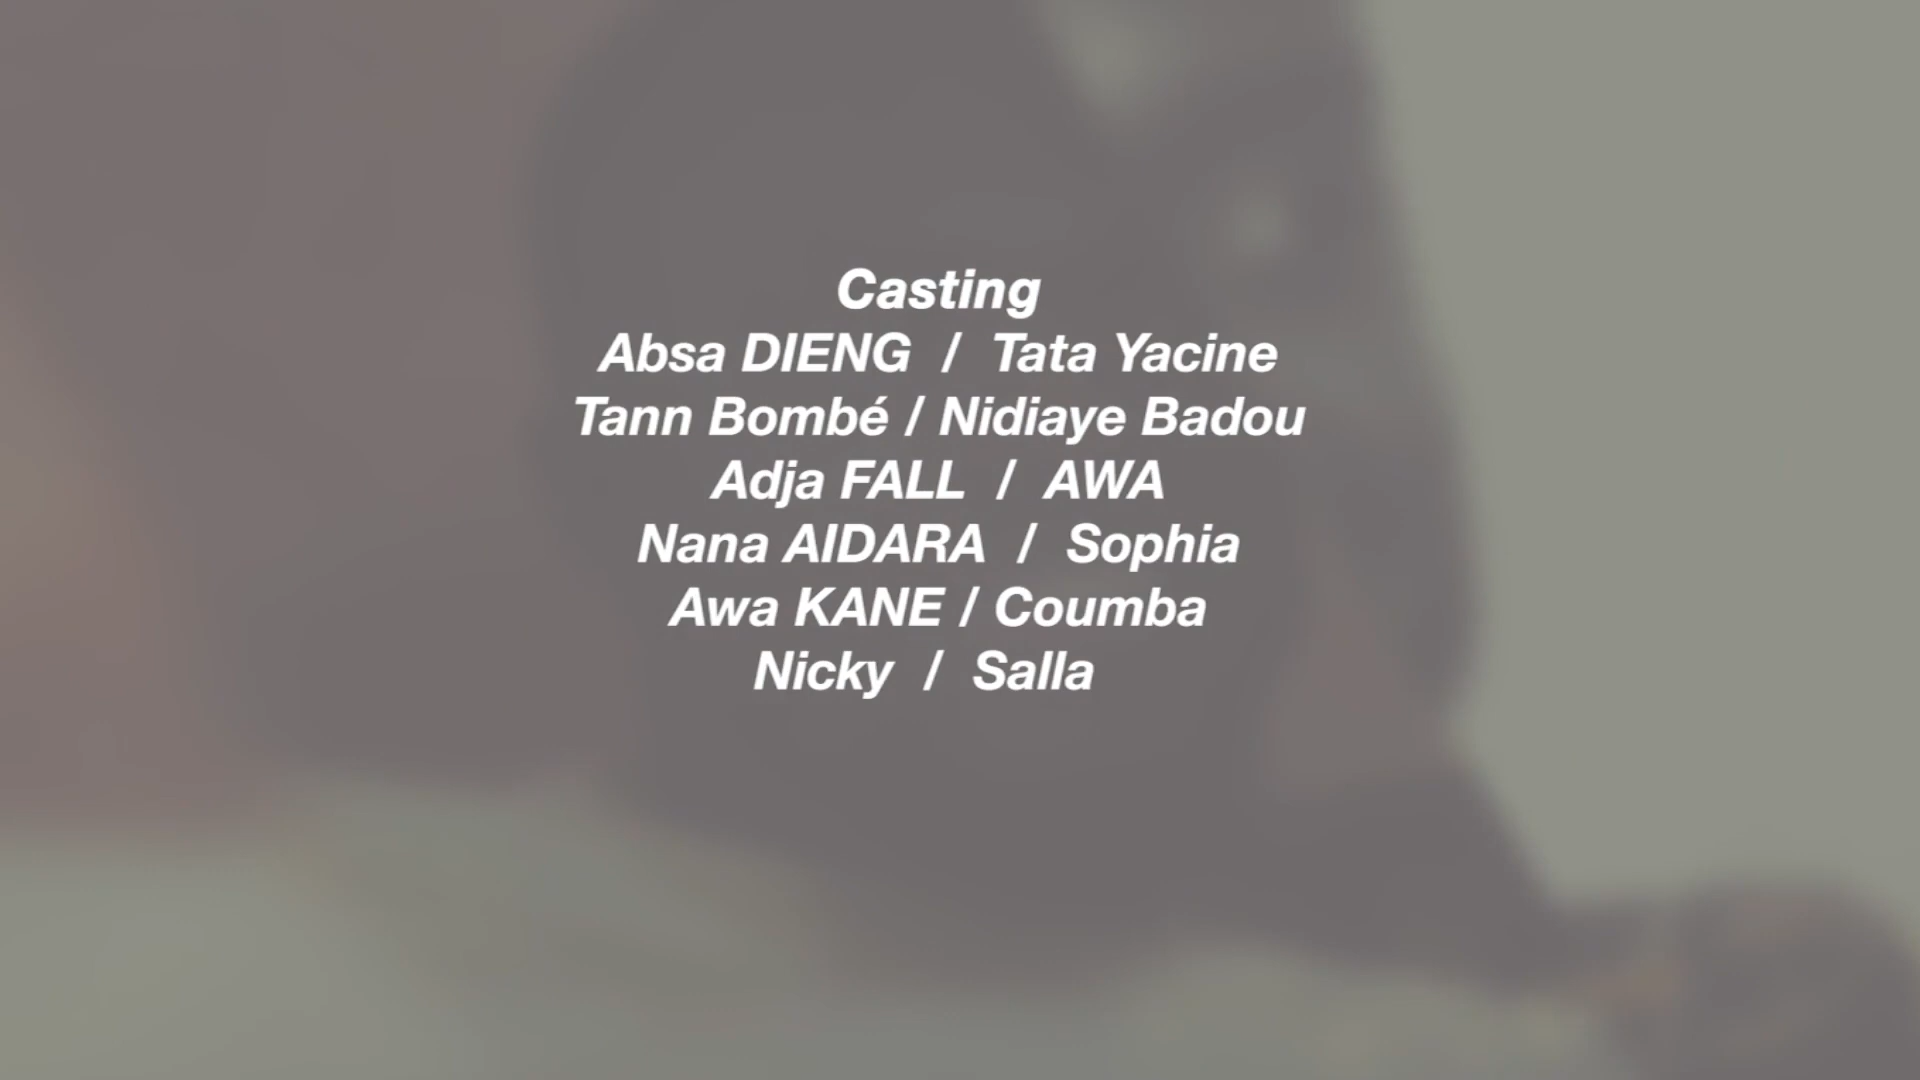 Casting
Absa DIENG / Tata Yacine
Tann Bombé / Nidiaye Badou
Adja FALL / AWA
Nana AIDARA / Sophia
Awa KANE / Coumba
Nicky / Salla